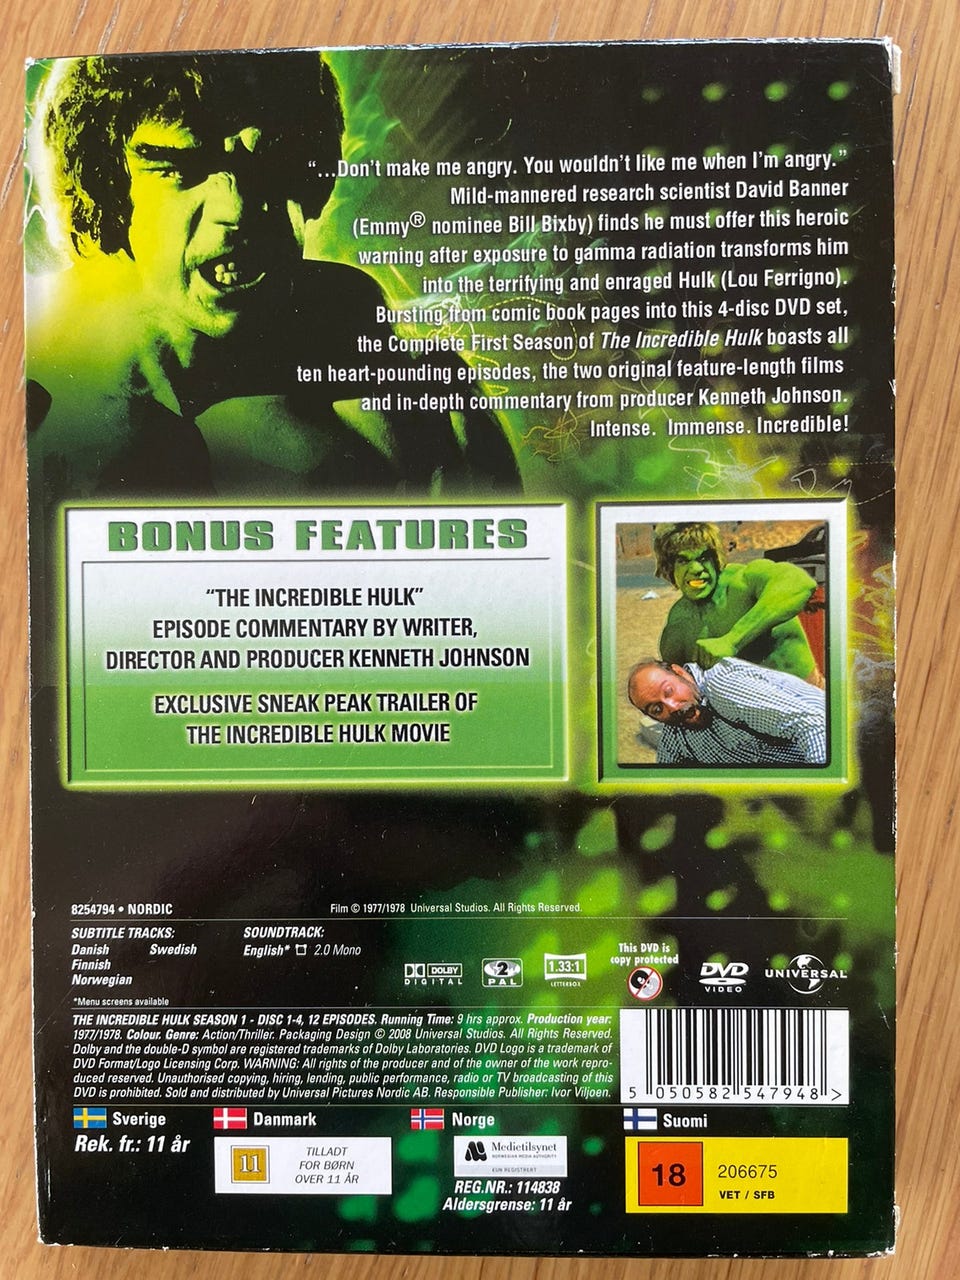 “...Don’t make me angry. You wouldn’t like me when I’m angry.”
Mild-mannered research scientist David Banner
(Emmy® nominee Bill Bixby) finds he must offer this heroic
warning after exposure to gamma radiation transforms him
into the terrifying and enraged Hulk (Lou Ferrigno).
Bursting from comic book pages into this 4-disc DVD set,
the Complete First Season of The Incredible Hulk boasts all
ten heart-pounding episodes, the two original feature-length films
and in-depth commentary from producer Kenneth Johnson.
Intense. Immense. Incredible!
BONUS FEATURES
“THE INCREDIBLE HULK”
EPISODE COMMENTARY BY WRITER,
DIRECTOR AND PRODUCER KENNETH JOHNSON
EXCLUSIVE SNEAK PEAK TRAILER OF
THE INCREDIBLE HULK MOVIE
8254794 • NORDIC
Film © 1977/1978 Universal Studios. All Rights Reserved.
SUBTITLE TRACKS:
Danish Swedish
Finnish
Norwegian
*Menu screens available
SOUNDTRACK:
English* 2.0 Mono
DOLBY
DIGITAL
2
PAL
1.33:1
LETTERBOX
This DVD is
copy protected
DVD
VIDEO
UNIVERSAL
THE INCREDIBLE HULK SEASON 1 - DISC 1-4, 12 EPISODES. Running Time: 9 hrs approx. Production year:
1977/1978. Colour. Genre: Action/Thriller. Packaging Design © 2008 Universal Studios. All Rights Reserved.
Dolby and the double-D symbol are registered trademarks of Dolby Laboratories. DVD Logo is a trademark of
DVD Format/Logo Licensing Corp. WARNING: All rights of the producer and of the owner of the work repro-
duced reserved. Unauthorised copying, hiring, lending, public performance, radio or TV broadcasting of this
DVD is prohibited. Sold and distributed by Universal Pictures Nordic AB. Responsible Publisher: Ivor Viljoen.
5 050582 547948 >
Sverige
Rek. fr.: 11 år
Danmark
11
TILLADT
FOR BØRN
OVER 11 ÅR
Norge
Medietilsynet
NORWEGIAN MEDIA AUTHORITY
KUN REGISTRERT
REG.NR.: 114838
Aldersgrense: 11 år
Suomi
18
206675
VET / SFB